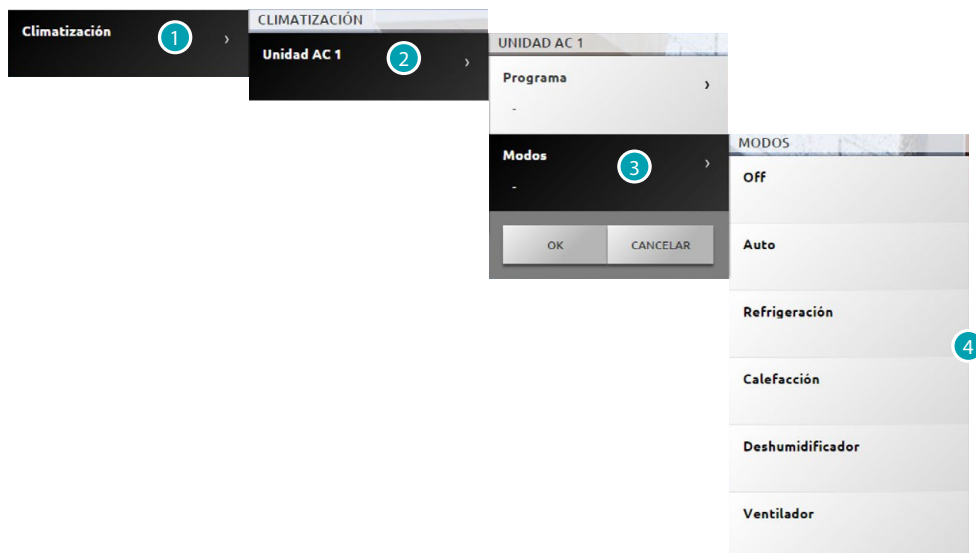 Climatización
1
›
CLIMATIZACIÓN
Unidad AC 1
2
›
UNIDAD AC 1
Programa
›
-
Modos
3
›
-
OK
CANCELAR
MODOS
Off
Auto
Refrigeración
4
Calefacción
Deshumidificador
Ventilador